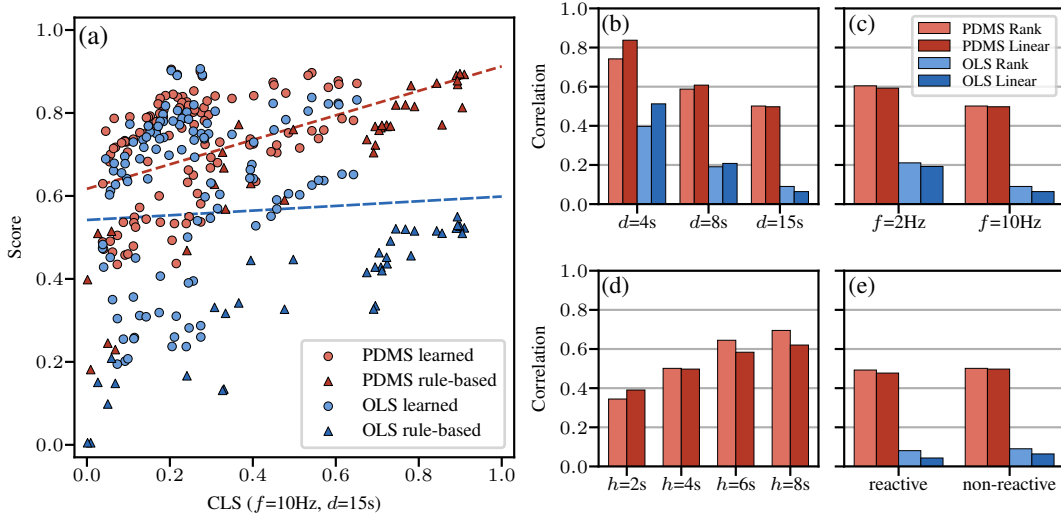 (a)
Score
1.0
0.8
0.6
0.4
0.2
0.0
PDMS learned
PDMS rule-based
OLS learned
OLS rule-based
0.0 0.2 0.4 0.6 0.8 1.0
CLS (f=10Hz, d=15s)
(b)
Correlation
1.0
0.8
0.6
0.4
0.2
0.0
d=4s d=8s d=15s
(c)
PDMS Rank
PDMS Linear
OLS Rank
OLS Linear
f=2Hz f=10Hz
(d)
Correlation
1.0
0.8
0.6
0.4
0.2
0.0
h=2s h=4s h=6s h=8s
(e)
reactive non-reactive